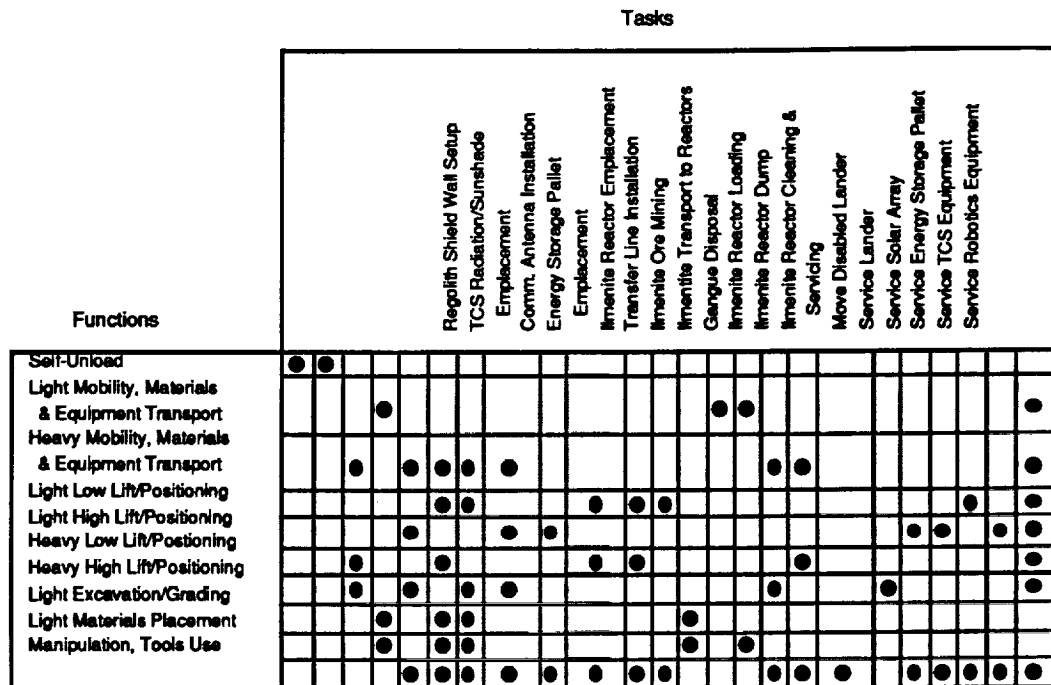 Tasks
Regolith Shield Wall Setup
TCS Radiation/Sunshade
Emplacement
Comm. Antenna Installation
Energy Storage Pallet
Emplacement
Ilmenite Reactor Emplacement
Transfer Line Installation
Ilmenite Ore Mining
Ilmentite Transport to Reactors
Gangue Disposal
Ilmenite Reactor Loading
Ilmenite Reactor Dump
Ilmenite Reactor Cleaning &
Servicing
Move Disabled Lander
Service Lander
Service Solar Array
Service Energy Storage Pallet
Service TCS Equipment
Service Robotics Equipment
Functions
Self-Unload
Light Mobility, Materials
& Equipment Transport
Heavy Mobility, Materials
& Equipment Transport
Light Low Lift/Positioning
Light High Lift/Positioning
Heavy Low Lift/Postioning
Heavy High Lift/Positioning
Light Excavation/Grading
Light Materials Placement
Manipulation, Tools Use